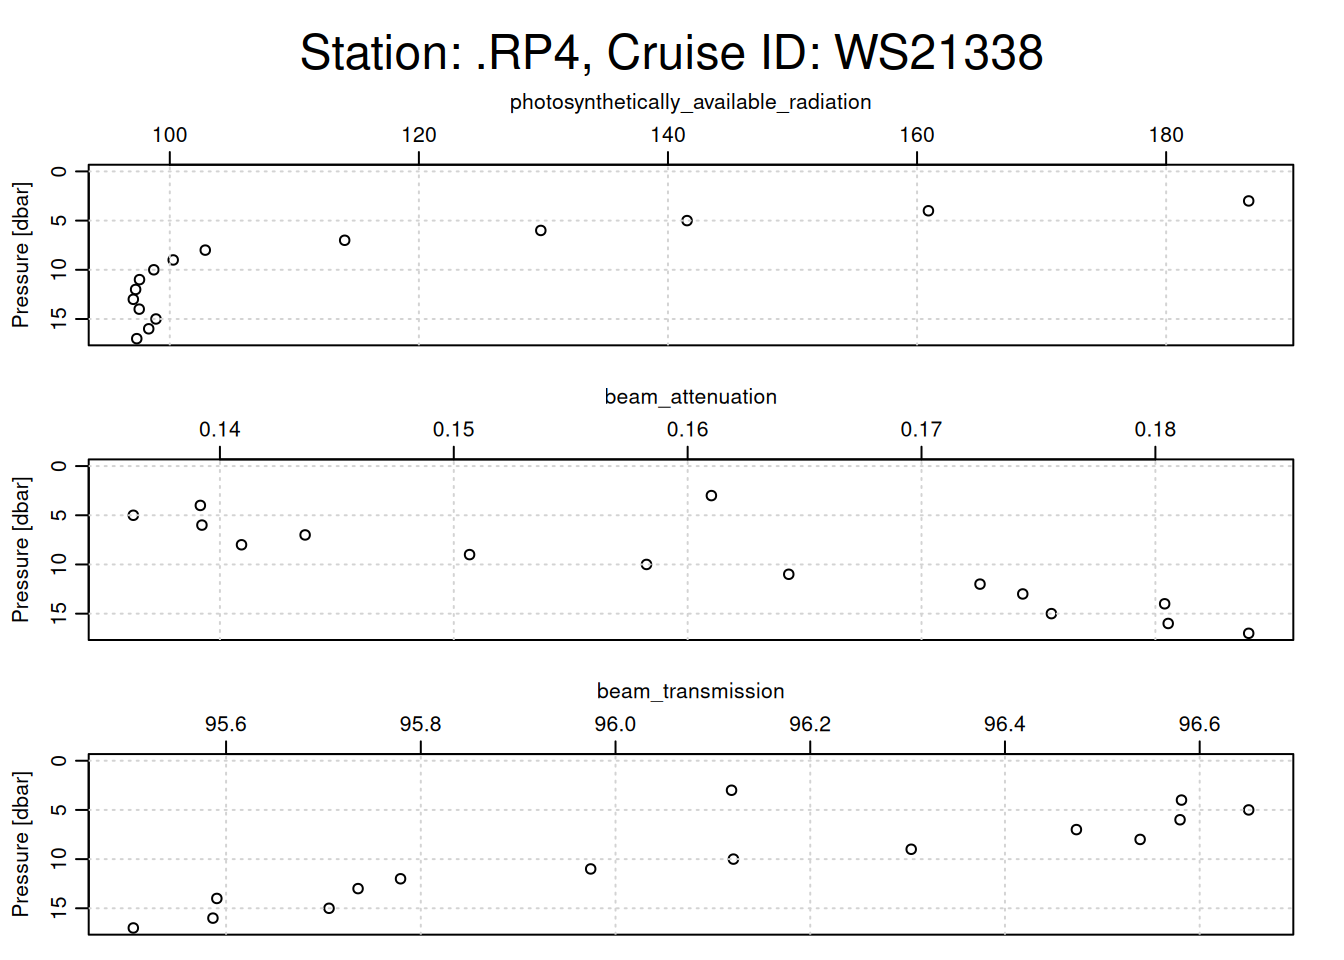 Station: .RP4, Cruise ID: WS21338
photosynthetically_available_radiation
100 120 140 160 180
Pressure [dbar]
0
5
10
15
beam_attenuation
0.14 0.15 0.16 0.17 0.18
Pressure [dbar]
0
5
10
15
beam_transmission
95.6 95.8 96.0 96.2 96.4 96.6
Pressure [dbar]
0
5
10
15